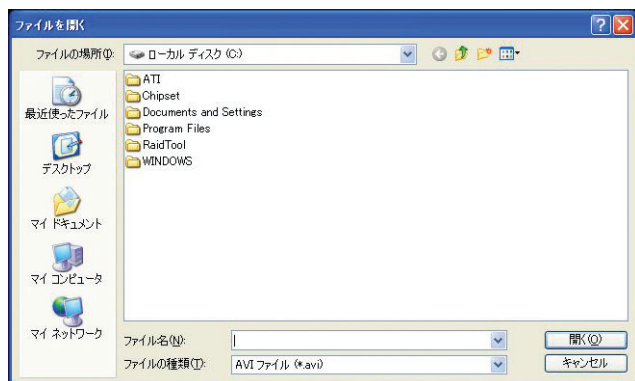 ファイルを開く
ファイルの場所(I):
ローカル ディスク (C:)
ATI
Chipset
Documents and Settings
Program Files
RaidTool
WINDOWS
最近使ったファイル
デスクトップ
マイ ドキュメント
マイ コンピュータ
マイ ネットワーク
ファイル名(N):
開く(O)
ファイルの種類(T):
AVI ファイル (*.avi)
キャンセル